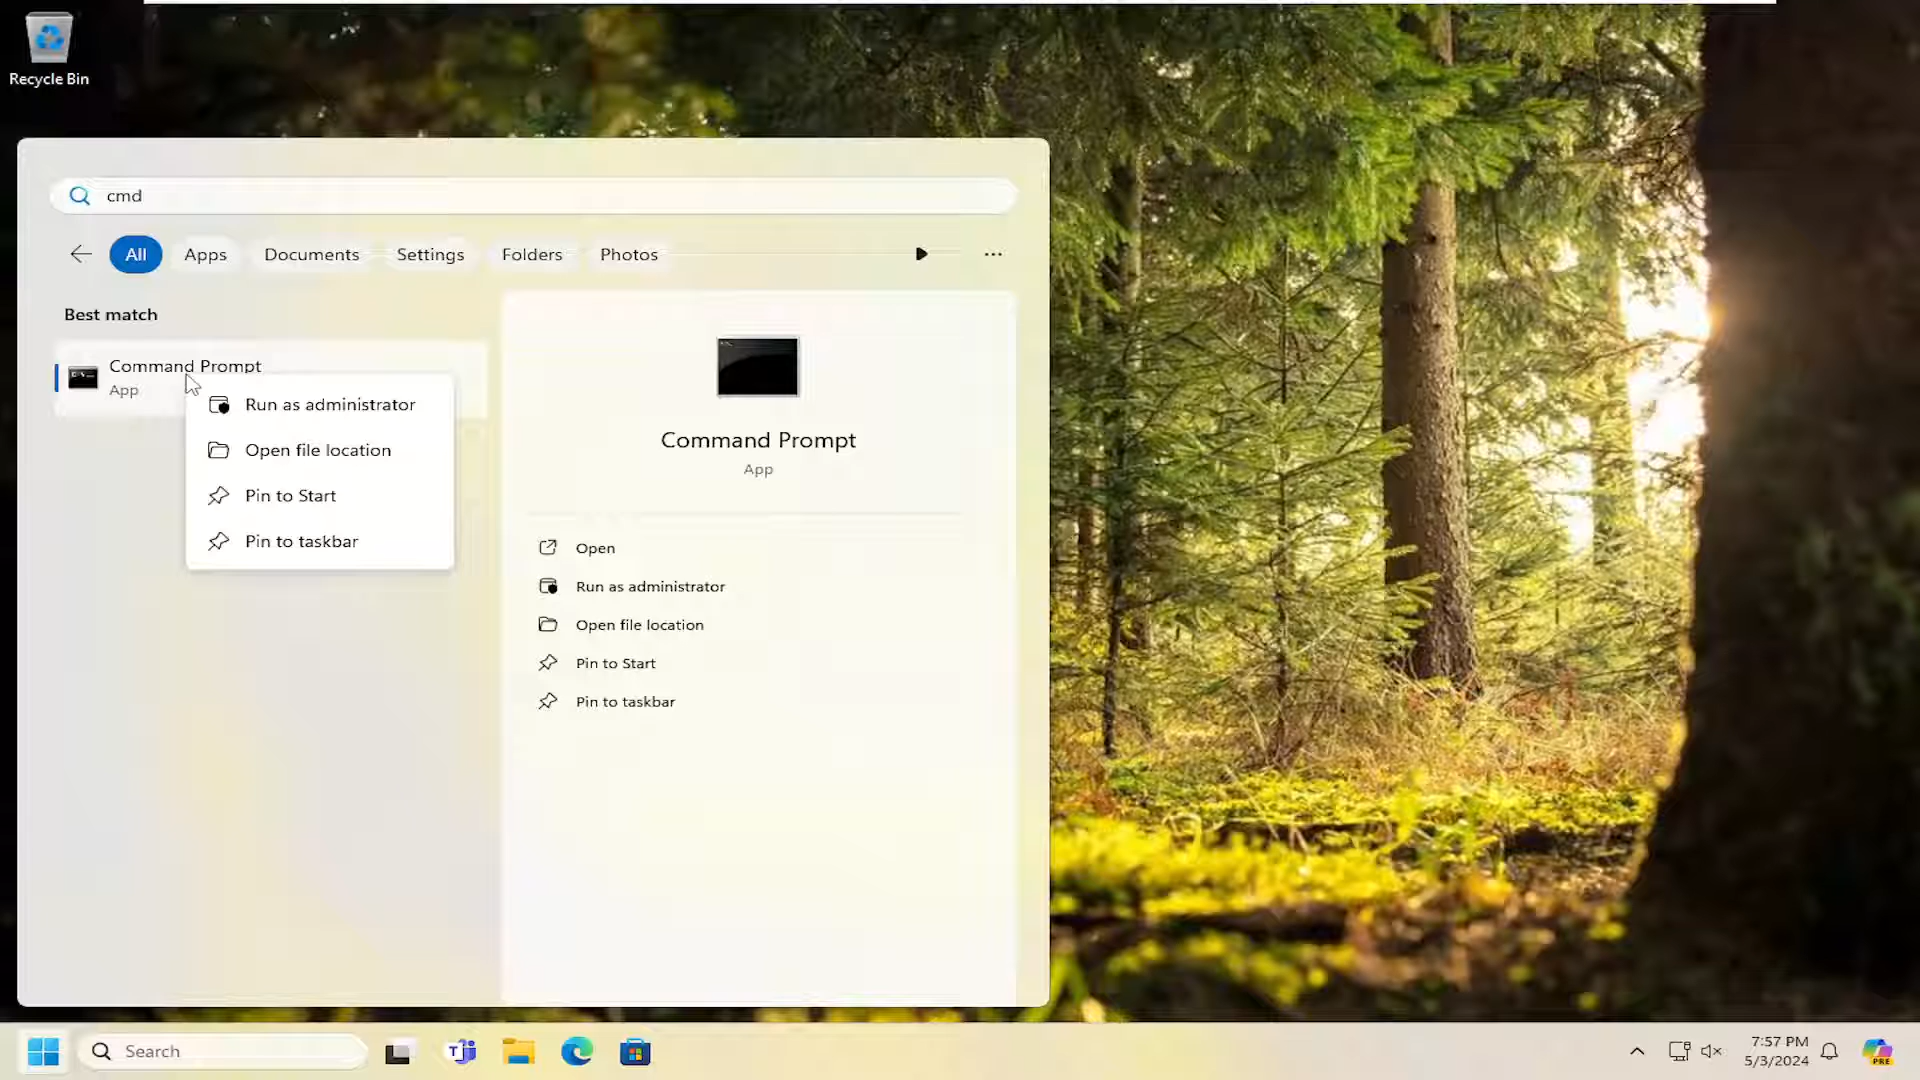 Recycle Bin
cmd
All
Apps
Documents
Settings
Folders
Photos
Best match
Command Prompt
App
Run as administrator
Open file location
Pin to Start
Pin to taskbar
Command Prompt
App
Open
Run as administrator
Open file location
Pin to Start
Pin to taskbar
Search
7:57 PM
5/3/2024
PRE